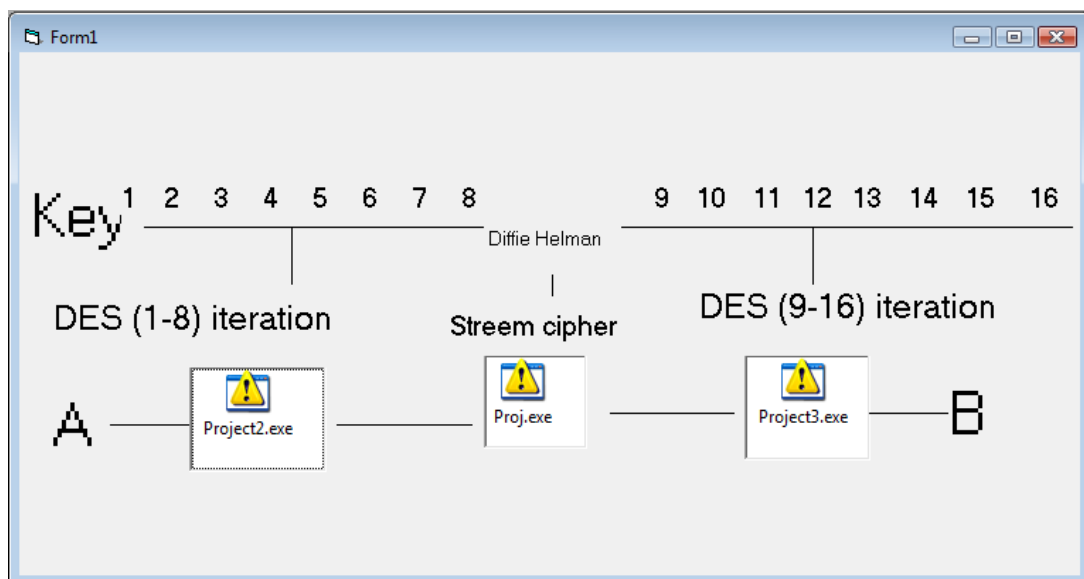 Form1
Key 1 2 3 4 5 6 7 8 9 10 11 12 13 14 15 16
Diffie Helman
DES (1-8) iteration Streem cipher DES (9-16) iteration
A Project2.exe Proj.exe Project3.exe B